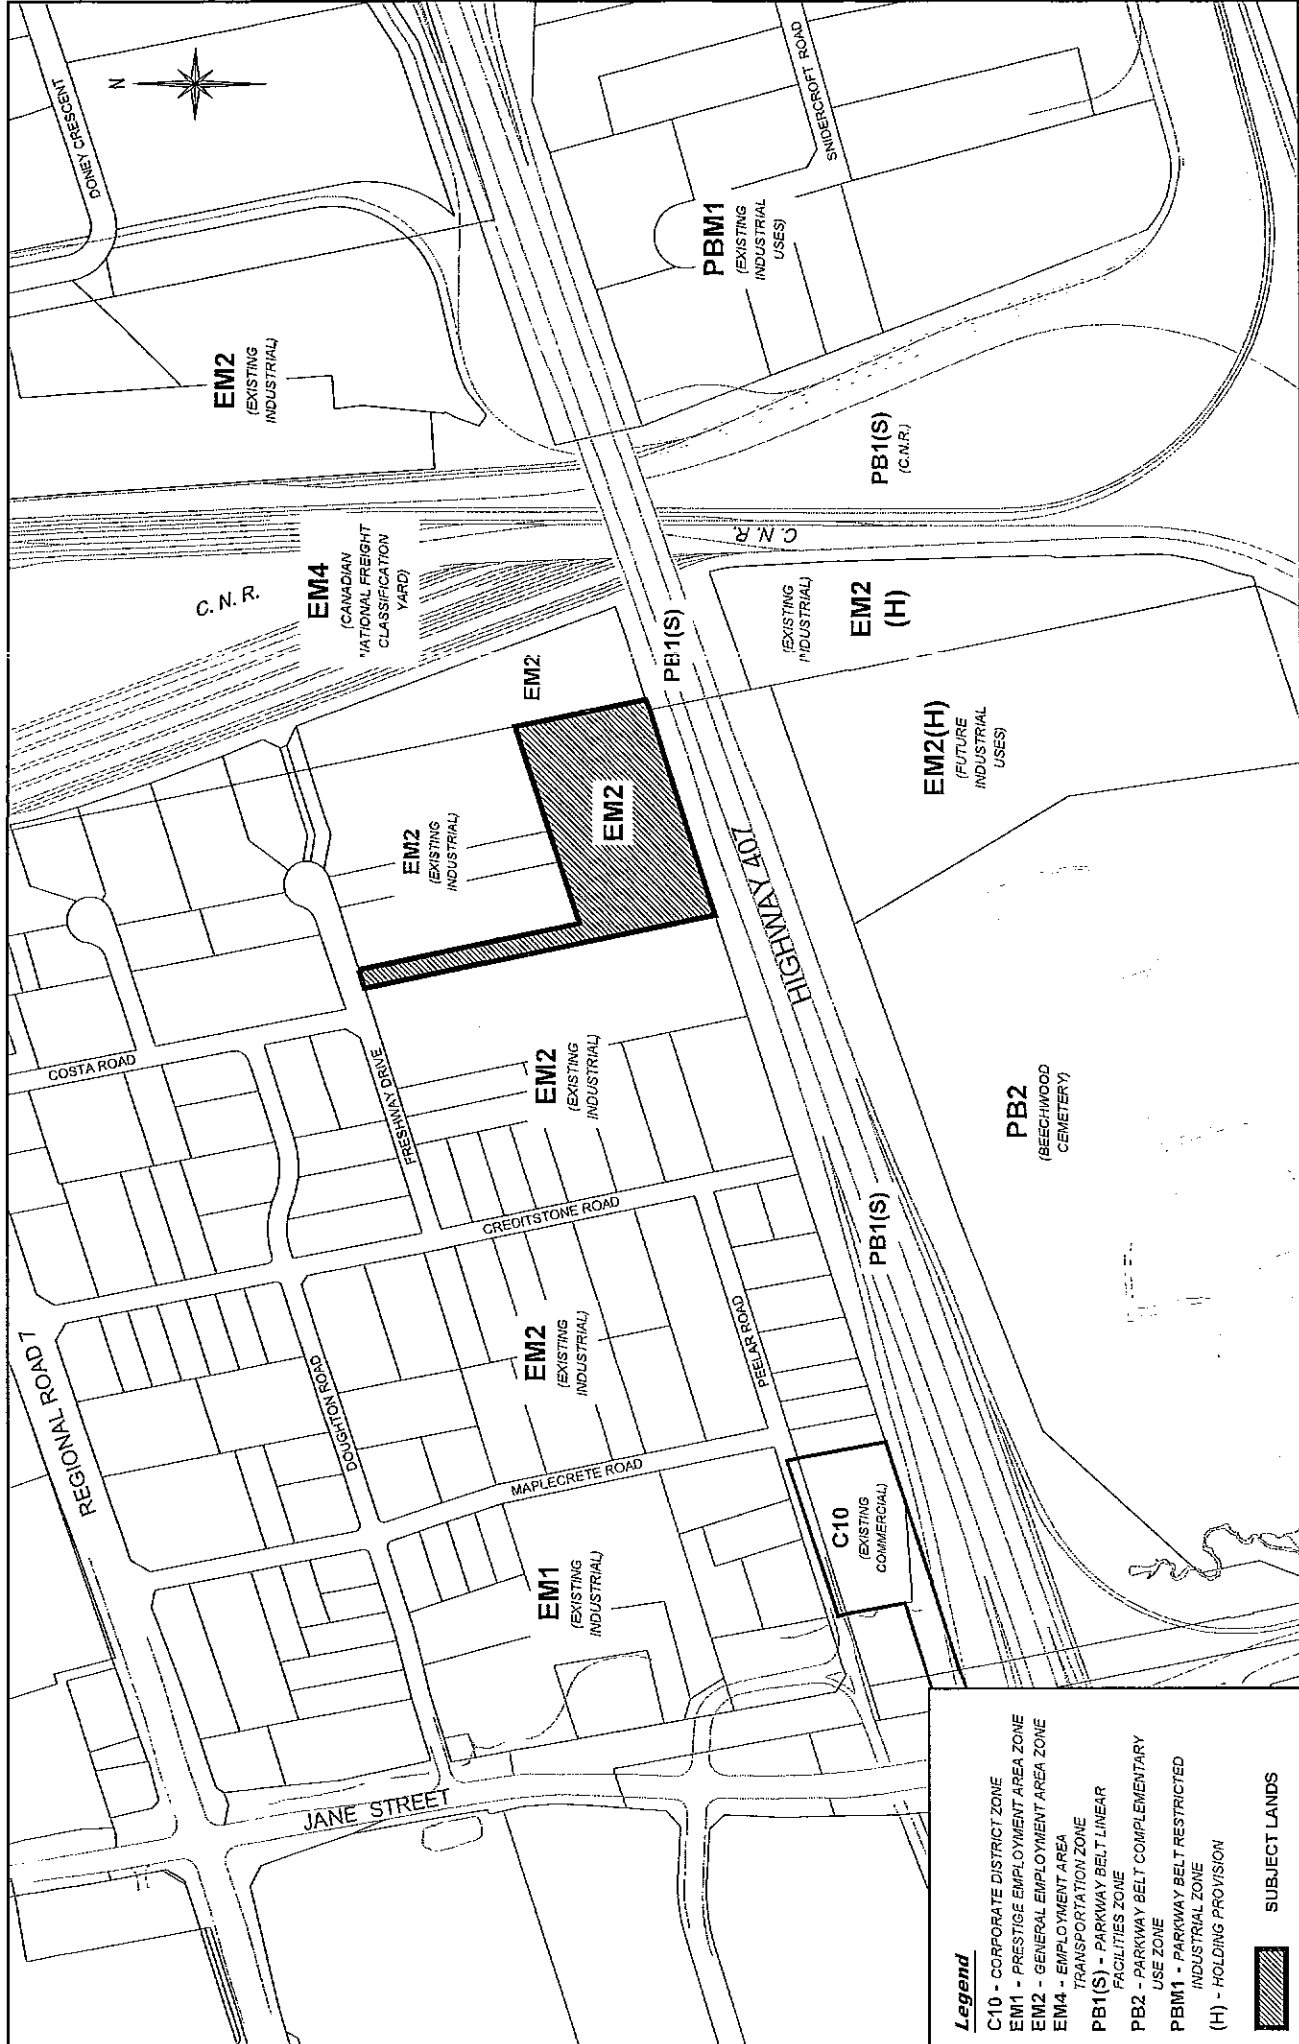 DONEY CRESCENT
N
SNIDERCROFT ROAD
PBM1
(EXISTING
INDUSTRIAL
USES)
EM2
(EXISTING
INDUSTRIAL)
PB1(S)
(C.N.R.)
C. N. R.
C. N. R.
EM4
(CANADIAN
NATIONAL FREIGHT
CLASSIFICATION
YARD)
EM2
(H)
(EXISTING
INDUSTRIAL)
PB1(S)
EM2
EM2(H)
(FUTURE
INDUSTRIAL
USES)
EM2
EM2
(EXISTING
INDUSTRIAL)
HIGHWAY 407
COSTA ROAD
FRESHWAY DRIVE
EM2
(EXISTING
INDUSTRIAL)
PB2
(BEECHWOOD
CEMETERY)
CREDITSTONE ROAD
PB1(S)
REGIONAL ROAD 7
DOUGHTON ROAD
EM2
(EXISTING
INDUSTRIAL)
PEELAR ROAD
MAPLECRETE ROAD
C10
(EXISTING
COMMERCIAL)
EM1
(EXISTING
INDUSTRIAL)
JANE STREET
Legend
C10 - CORPORATE DISTRICT ZONE
EM1 - PRESTIGE EMPLOYMENT AREA ZONE
EM2 - GENERAL EMPLOYMENT AREA ZONE
EM4 - EMPLOYMENT AREA
TRANSPORTATION ZONE
PB1(S) - PARKWAY BELT LINEAR
FACILITIES ZONE
PB2 - PARKWAY BELT COMPLEMENTARY
USE ZONE
PBM1 - PARKWAY BELT RESTRICTED
INDUSTRIAL ZONE
(H) - HOLDING PROVISION
SUBJECT LANDS